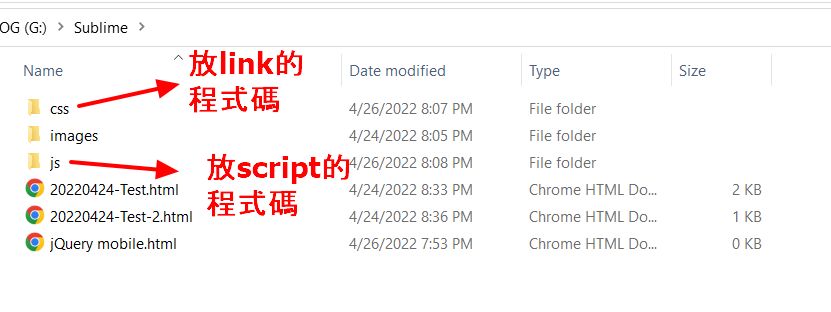 OG (G:) > Sublime >
Name Date modified Type Size
放link的
程式碼
css 4/26/2022 8:07 PM File folder
images 4/24/2022 8:05 PM File folder
js 4/26/2022 8:08 PM File folder
放script的
程式碼
20220424-Test.html 4/24/2022 8:33 PM Chrome HTML Do... 2 KB
20220424-Test-2.html 4/24/2022 8:36 PM Chrome HTML Do... 1 KB
jQuery mobile.html 4/26/2022 7:53 PM Chrome HTML Do... 0 KB